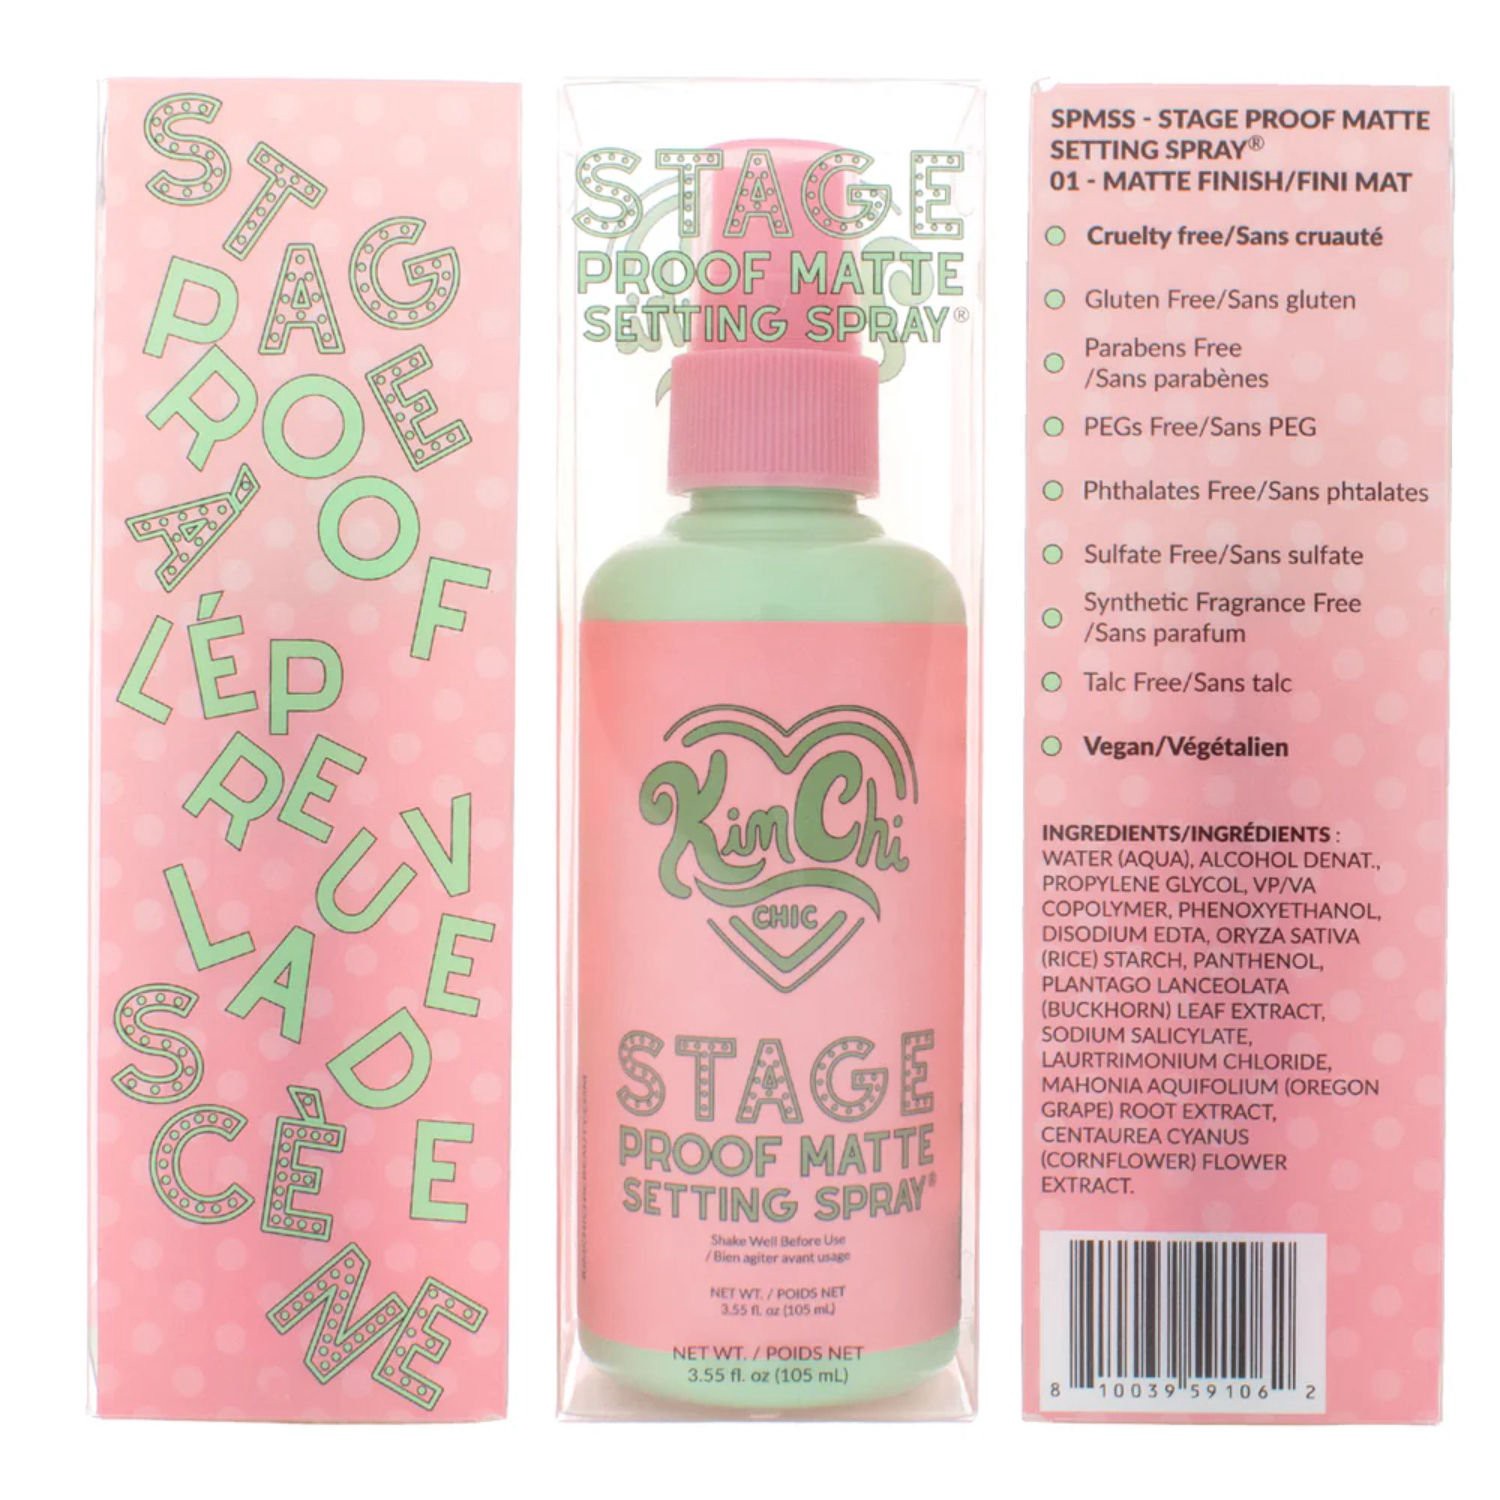 STAGE
PROOF
À
L'ÉPREUVE
DE
LA
SCÈNE
STAGE
PROOF MATTE
SETTING SPRAY®
KimChi
CHIC
STAGE
PROOF MATTE
SETTING SPRAY®
Shake Well Before Use
/ Bien agiter avant usage
NET WT. / POIDS NET
3.55 fl. oz (105 mL)
NET WT. / POIDS NET
3.55 fl. oz (105 mL)
SPMSS - STAGE PROOF MATTE
SETTING SPRAY®
01 - MATTE FINISH/FINI MAT
Cruelty free/Sans cruauté
Gluten Free/Sans gluten
Parabens Free
/Sans parabènes
PEGs Free/Sans PEG
Phthalates Free/Sans phtalates
Sulfate Free/Sans sulfate
Synthetic Fragrance Free
/Sans parafum
Talc Free/Sans talc
Vegan/Végétalien
INGREDIENTS/INGRÉDIENTS :
WATER (AQUA), ALCOHOL DENAT.,
PROPYLENE GLYCOL, VP/VA
COPOLYMER, PHENOXYETHANOL,
DISODIUM EDTA, ORYZA SATIVA
(RICE) STARCH, PANTHENOL,
PLANTAGO LANCEOLATA
(BUCKHORN) LEAF EXTRACT,
SODIUM SALICYLATE,
LAURTRIMONIUM CHLORIDE,
MAHONIA AQUIFOLIUM (OREGON
GRAPE) ROOT EXTRACT,
CENTAUREA CYANUS
(CORNFLOWER) FLOWER
EXTRACT.
8 10039 59106 2